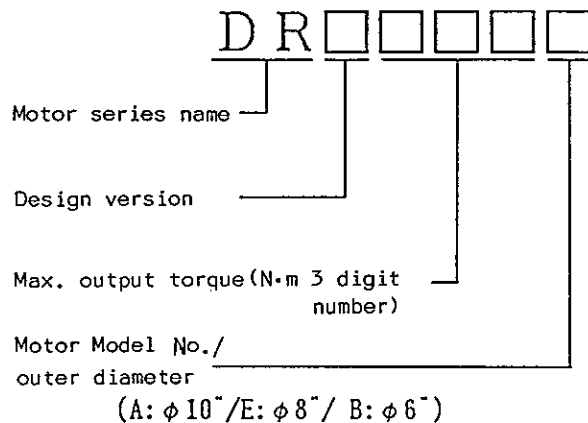 DR□□□□□
Motor series name
Design version
Max. output torque(N·m 3 digit
number)
Motor Model No./
outer diameter
(A: φ10"/E: φ8"/ B: φ6")